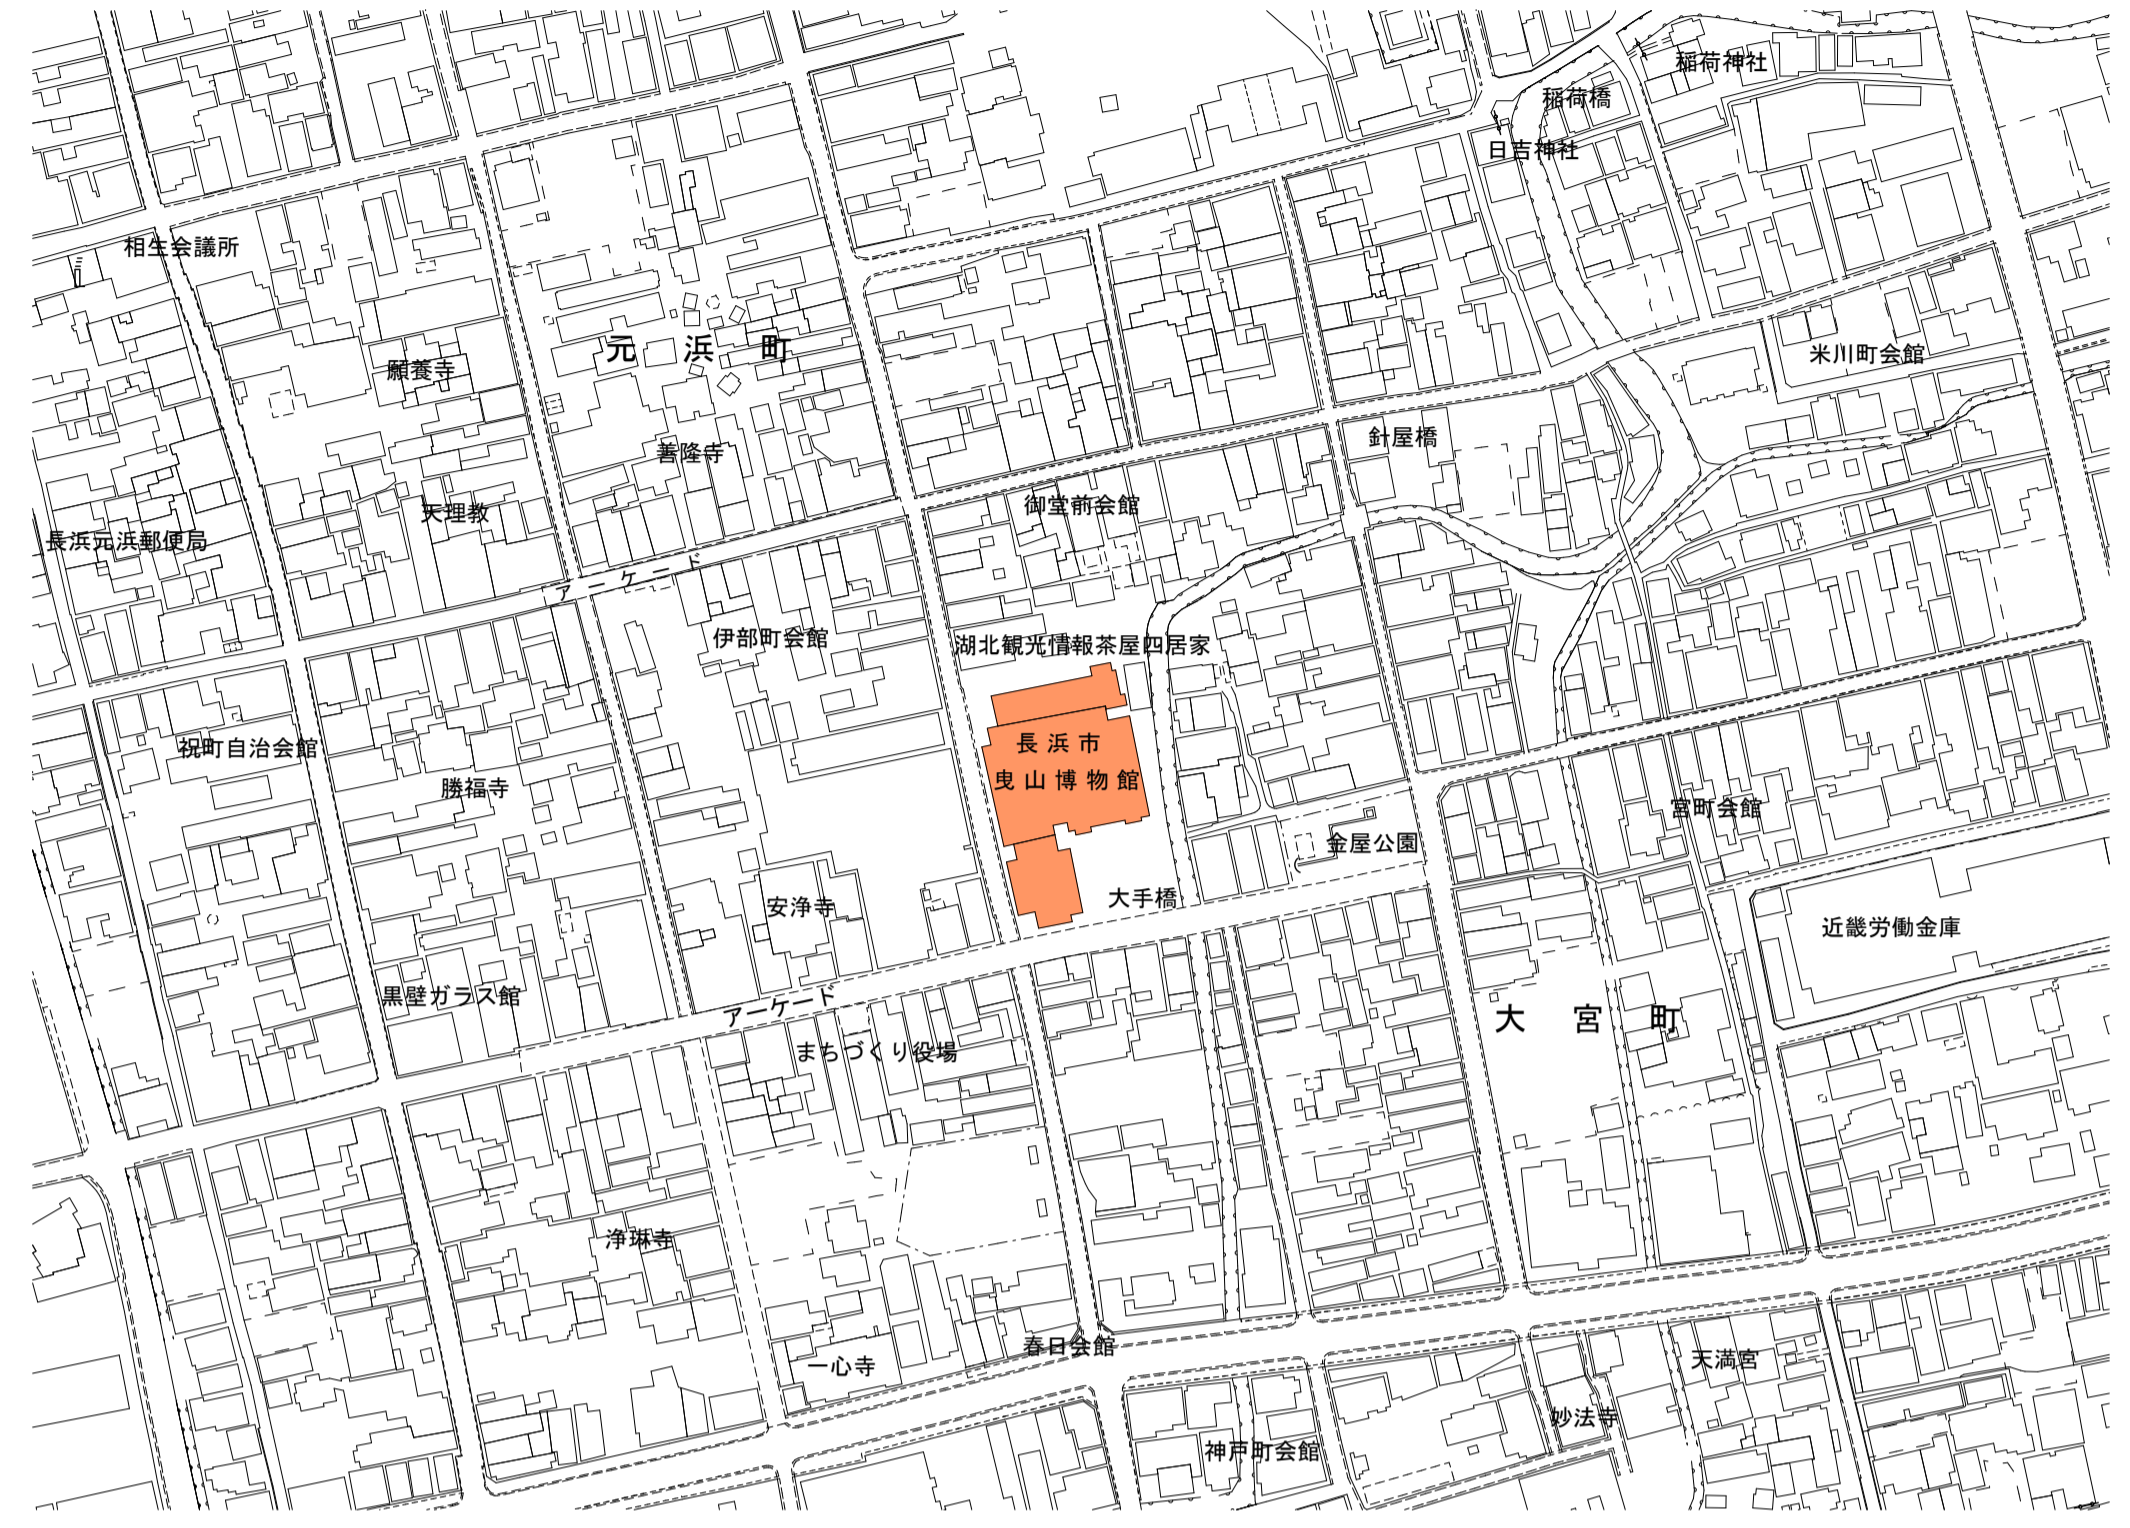 稲荷神社
稲荷橋
日吉神社
相生会議所
元浜町
米川町会館
願養寺
針屋橋
善隆寺
御堂前会館
天理教
長浜元浜郵便局
アーケード
伊部町会館
湖北観光情報茶屋四居家
長浜市
曳山博物館
祝町自治会館
勝福寺
宮町会館
金屋公園
大手橋
安浄寺
近畿労働金庫
黒壁ガラス館
アーケード
大宮町
まちづくり役場
浄琳寺
春日会館
一心寺
天満宮
妙法寺
神戸町会館